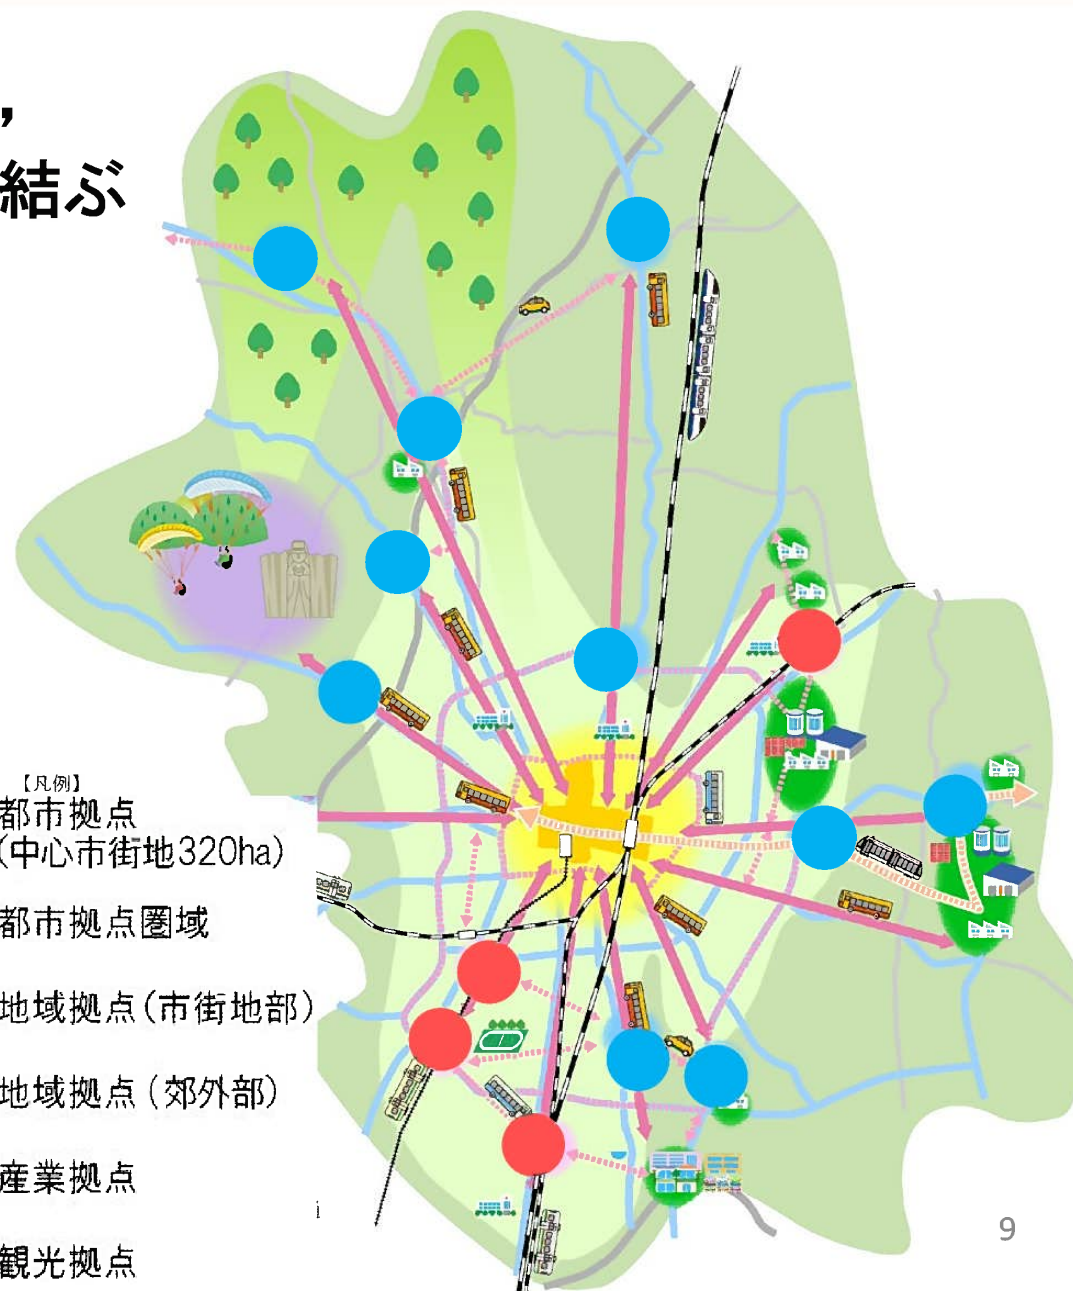 ，
結ぶ
【凡例】
都市拠点
(中心市街地320ha)
都市拠点圏域
地域拠点(市街地部)
地域拠点(郊外部)
産業拠点
観光拠点
9